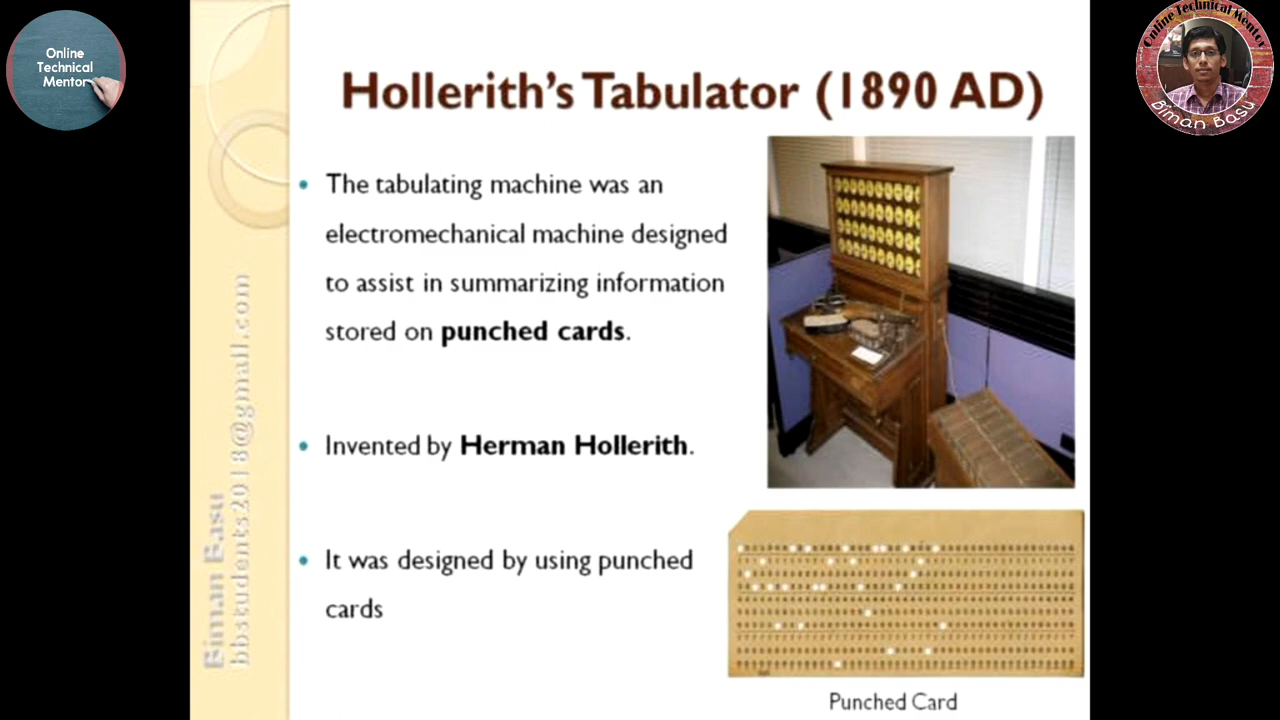 Online
Technical
Mentor
Online Technical Mentor
Biman Basu
Hollerith's Tabulator (1890 AD)
• The tabulating machine was an
electromechanical machine designed
to assist in summarizing information
stored on punched cards.
• Invented by Herman Hollerith.
• It was designed by using punched
cards
Punched Card
Biman Basu
bbstudents2018@gmail.com